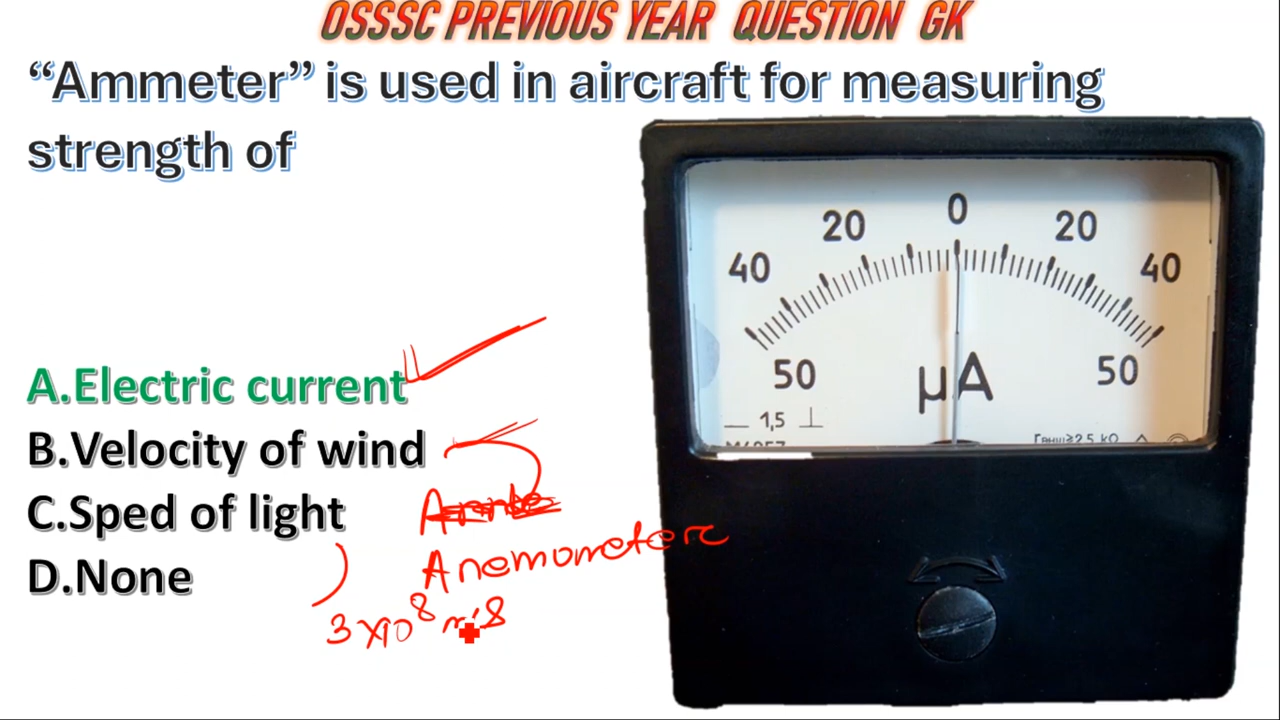 OSSSC PREVIOUS YEAR QUESTION GK
“Ammeter” is used in aircraft for measuring
strength of
A.Electric current
B.Velocity of wind
C.Sped of light
D.None
Anemometerc
3×10⁸ m/s
40 20 0 20 40
50 50
µA
1,5